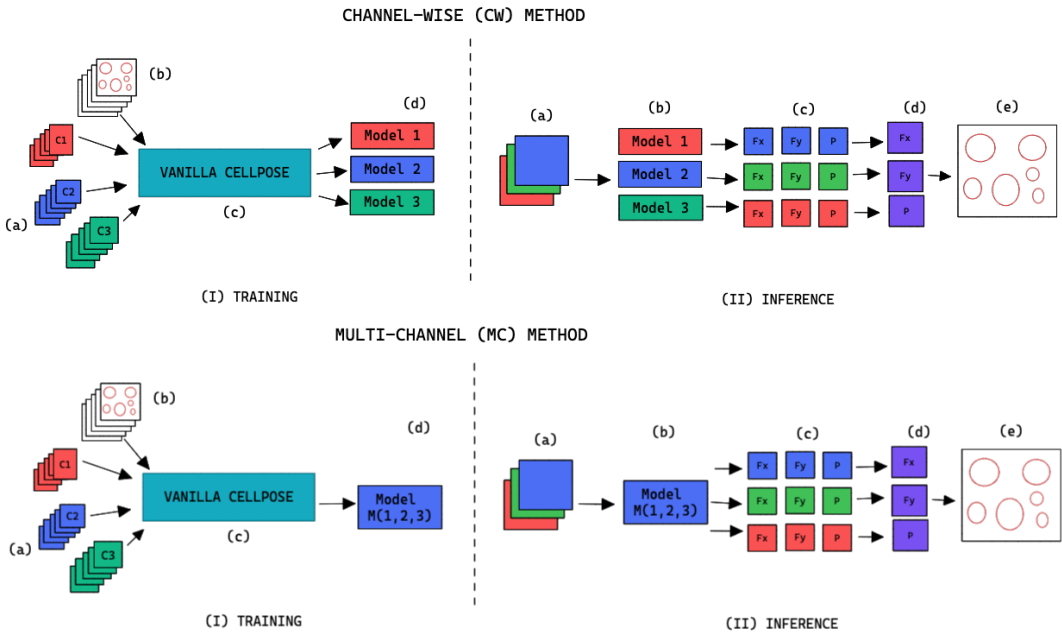 CHANNEL-WISE (CW) METHOD
(b)
(d)
(a)
(b)
(c)
(d)
(e)
C1
Model 1
Model 1
Fx Fy P
Fx
VANILLA CELLPOSE
Model 2
Model 2
Fx Fy P
Fy
C2
(a)
C3
(c)
Model 3
Model 3
Fx Fy P
P
(I) TRAINING
(II) INFERENCE
MULTI-CHANNEL (MC) METHOD
(b)
(d)
(a)
(b)
(c)
(d)
(e)
C1
Fx Fy P
Fx
VANILLA CELLPOSE
Model
M(1,2,3)
Model
M(1,2,3)
Fx Fy P
Fy
C2
(a)
C3
(c)
Fx Fy P
P
(I) TRAINING
(II) INFERENCE